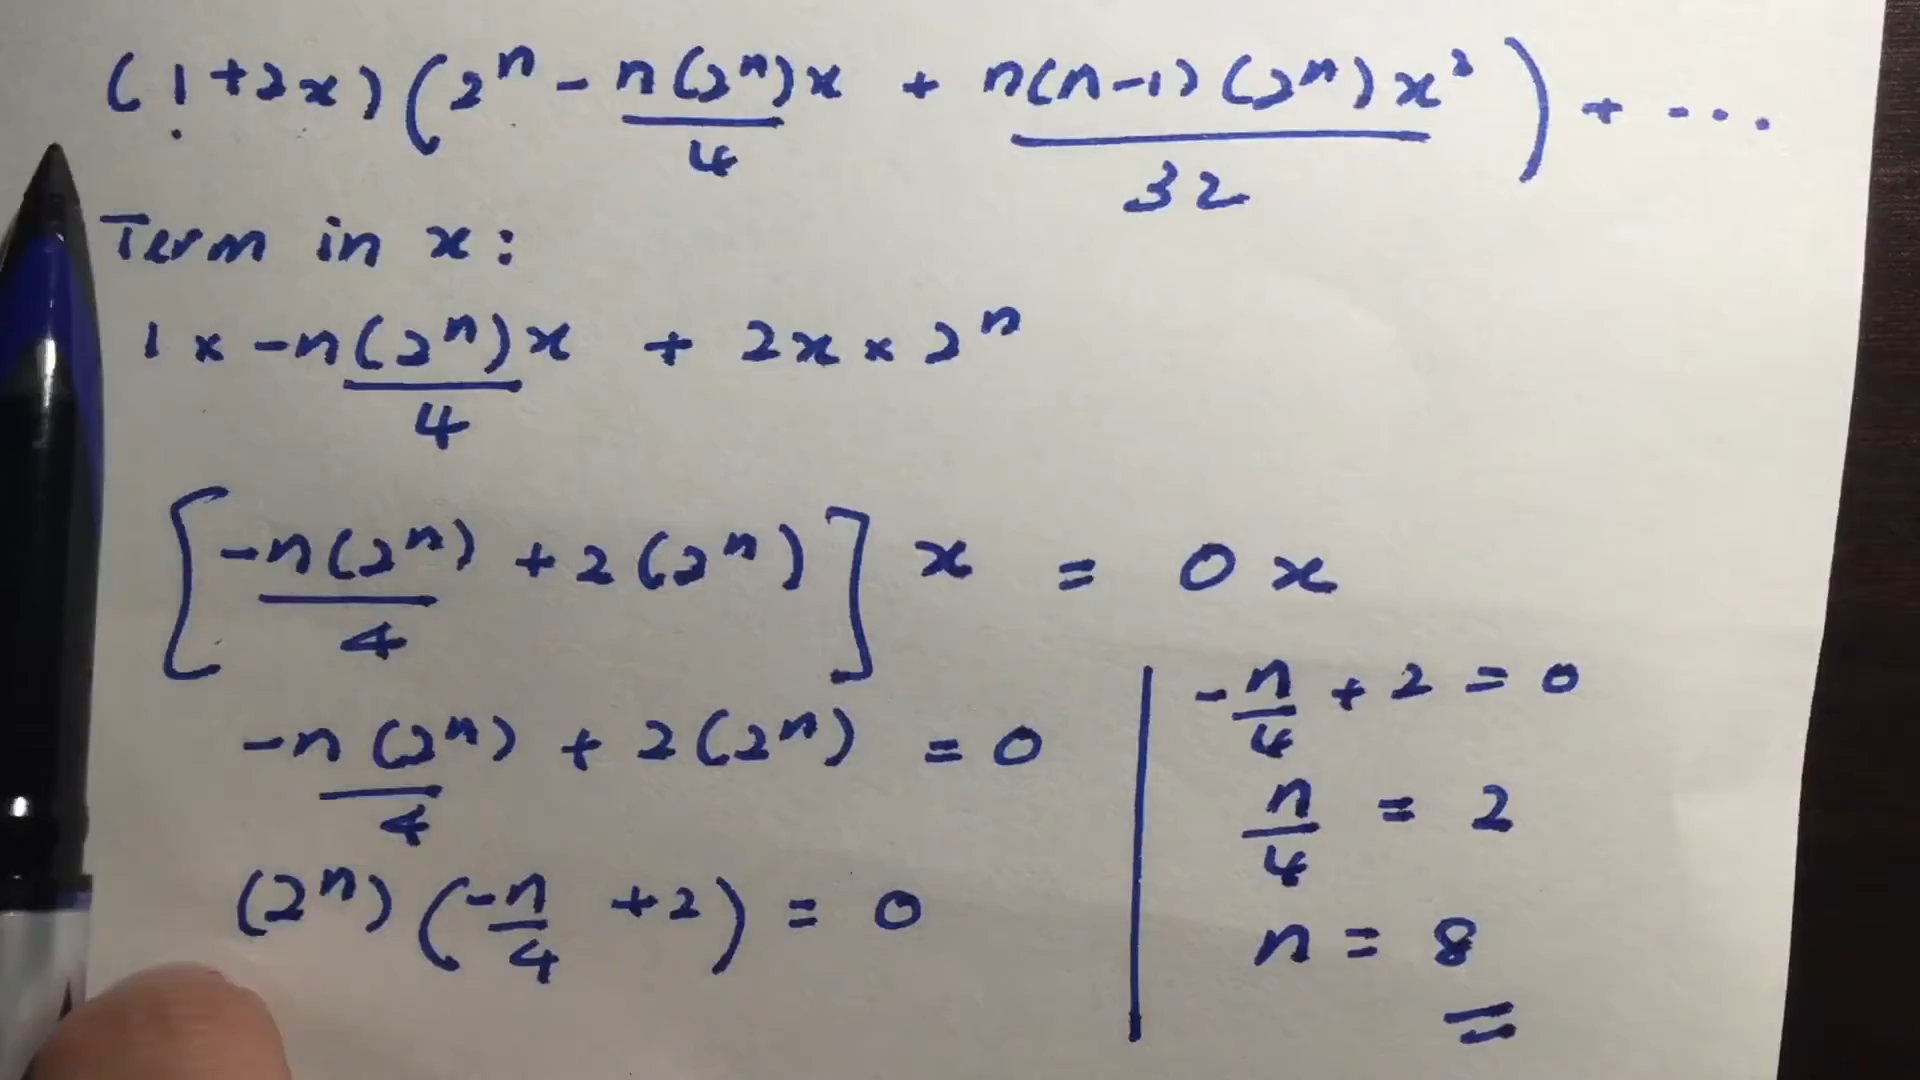 (1+2x)(2ⁿ - n(2ⁿ)x/4 + n(n-1)(2ⁿ)x²/32) + ...
Term in x:
1 × -n(2ⁿ)x/4 + 2x × 2ⁿ
[-n(2ⁿ)/4 + 2(2ⁿ)] x = 0x
-n(2ⁿ)/4 + 2(2ⁿ) = 0
(2ⁿ)(-n/4 + 2) = 0
-n/4 + 2 = 0
n/4 = 2
n = 8